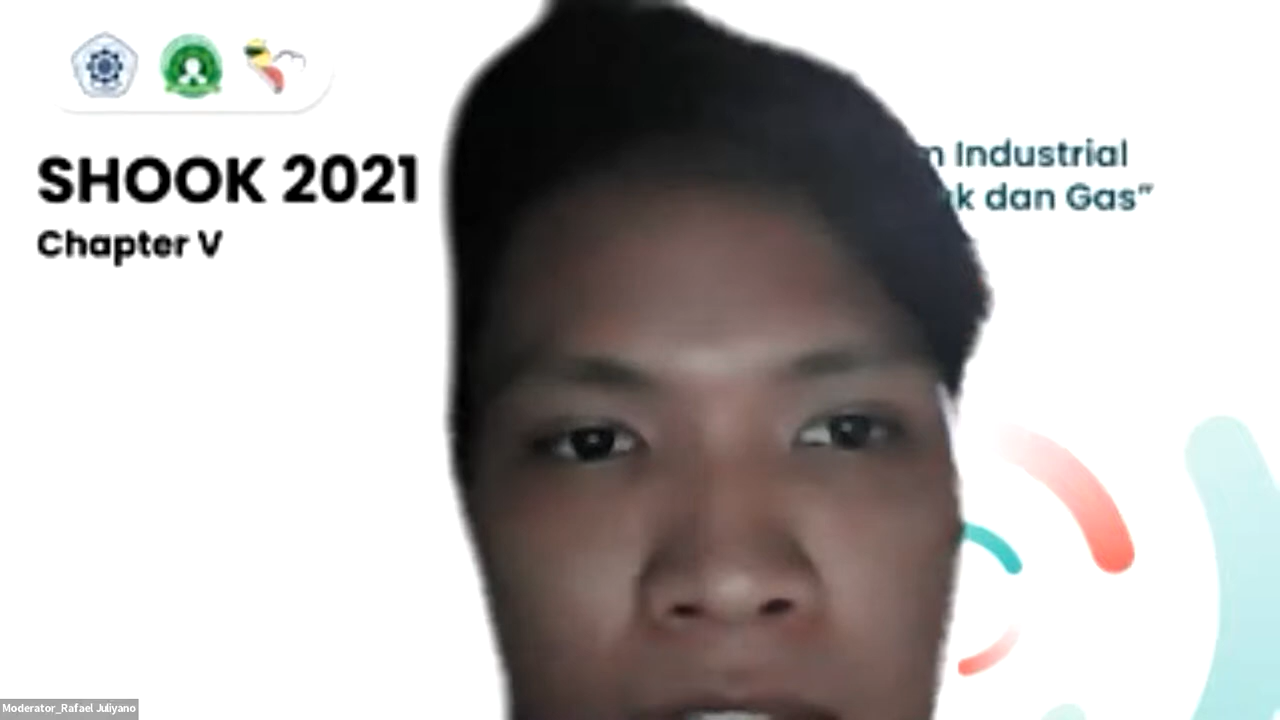 SHOOK 2021
Chapter V
Industrial
dan Gas”
Moderator_Rafael Juliyano